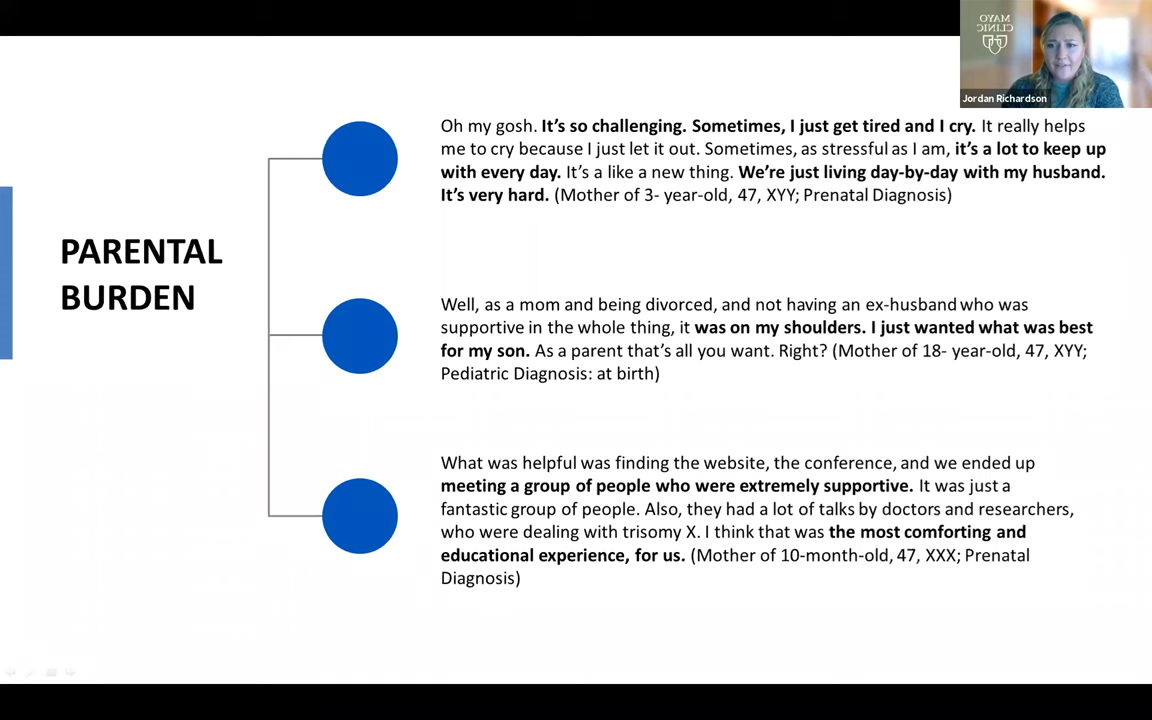 MAYO
CLINIC
Jordan Richardson
PARENTAL
BURDEN
Oh my gosh. It’s so challenging. Sometimes, I just get tired and I cry. It really helps
me to cry because I just let it out. Sometimes, as stressful as I am, it’s a lot to keep up
with every day. It’s a like a new thing. We’re just living day-by-day with my husband.
It’s very hard. (Mother of 3- year-old, 47, XYY; Prenatal Diagnosis)
Well, as a mom and being divorced, and not having an ex-husband who was
supportive in the whole thing, it was on my shoulders. I just wanted what was best
for my son. As a parent that’s all you want. Right? (Mother of 18- year-old, 47, XYY;
Pediatric Diagnosis: at birth)
What was helpful was finding the website, the conference, and we ended up
meeting a group of people who were extremely supportive. It was just a
fantastic group of people. Also, they had a lot of talks by doctors and researchers,
who were dealing with trisomy X. I think that was the most comforting and
educational experience, for us. (Mother of 10-month-old, 47, XXX; Prenatal
Diagnosis)